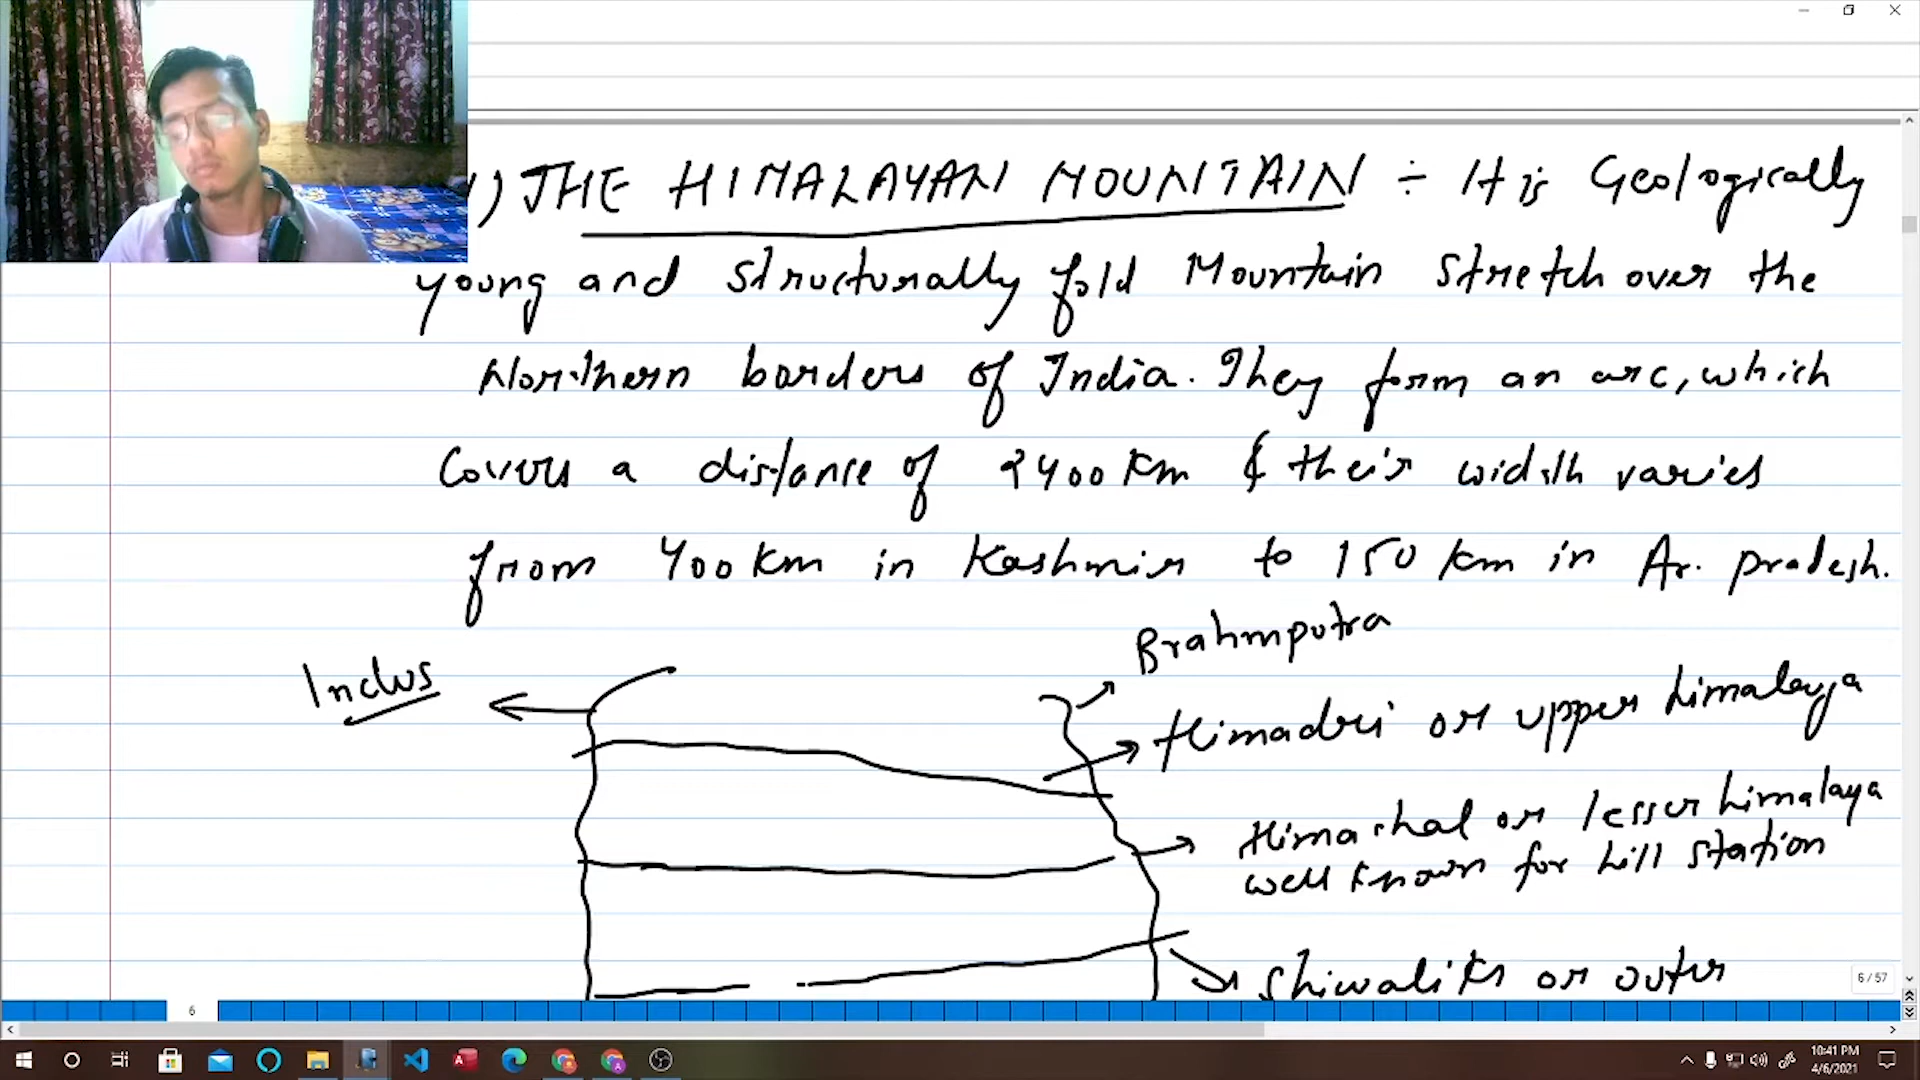 1) THE HIMALAYAN MOUNTAIN ÷ It is Geologically
young and structurally fold Mountain stretch over the
Northern borders of India. They form an arc, which
Covers a distance of 2400 Km & their width varies
from 400 Km in Kashmir to 150 Km in Ar. pradesh.
Brahmputra
Indus
Himadri or upper himalaya
Himachal or lesser himalaya
well known for hill station
Shiwaliks or outer
6 / 57
6
10:41 PM
4/6/2021